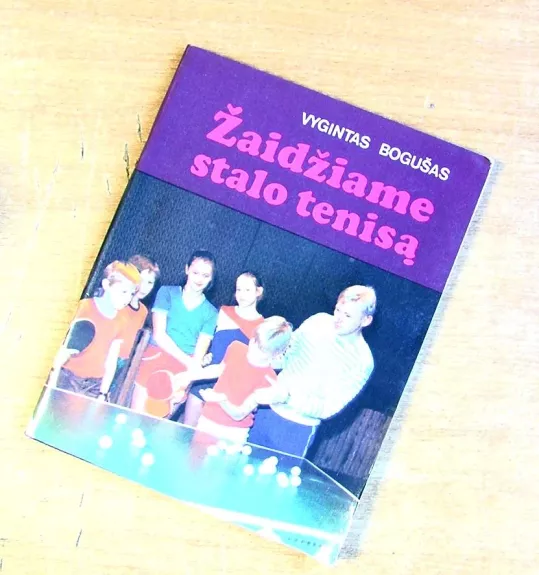 VYGINTAS BOGUŠAS
Žaidžiame
stalo tenisą